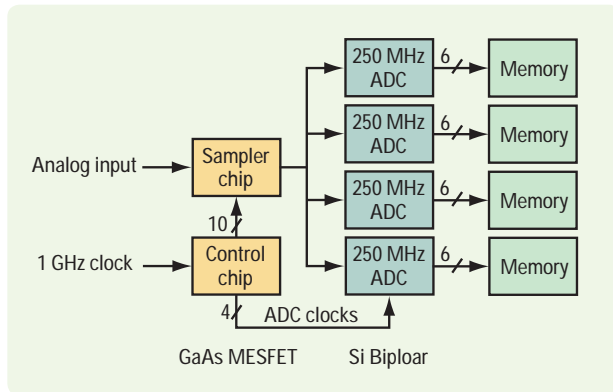 250 MHz
ADC
6
Memory
250 MHz
ADC
6
Memory
Analog input
Sampler
chip
250 MHz
ADC
6
Memory
10
1 GHz clock
Control
chip
250 MHz
ADC
6
Memory
4
ADC clocks
GaAs MESFET
Si Biploar